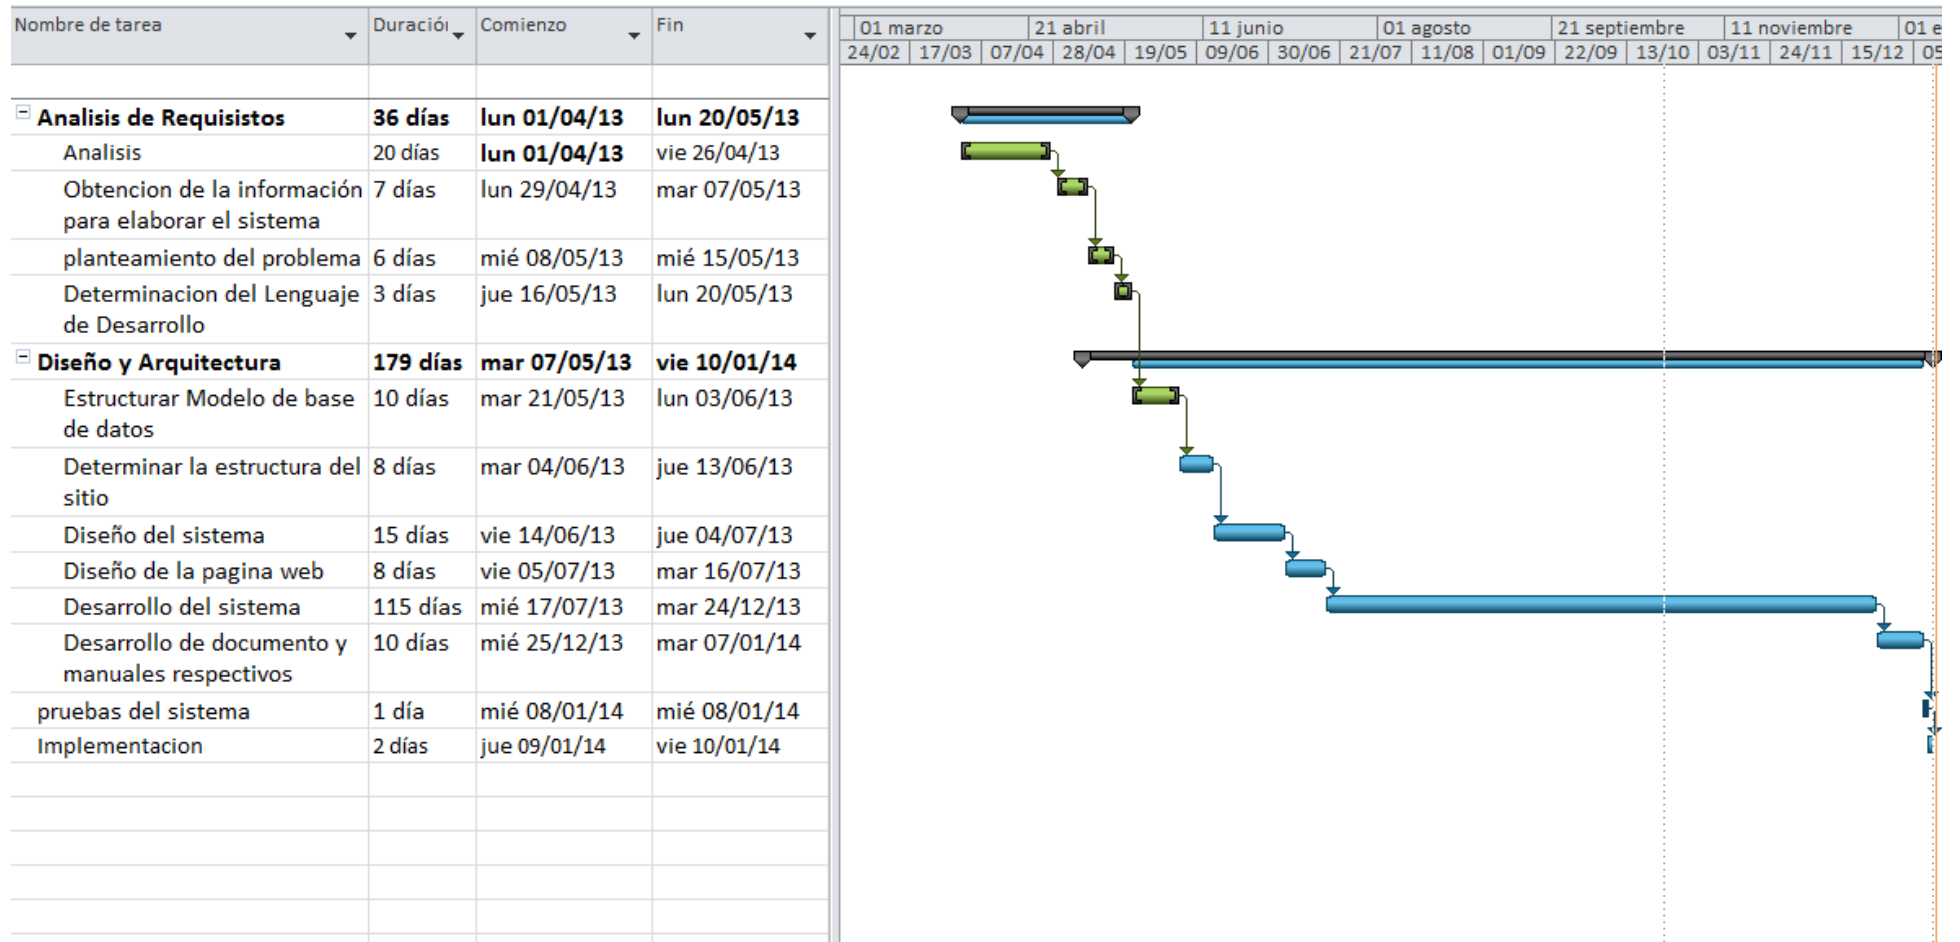 Nombre de tarea Duración Comienzo Fin
01 marzo 21 abril 11 junio 01 agosto 21 septiembre 11 noviembre 01 e
24/02 17/03 07/04 28/04 19/05 09/06 30/06 21/07 11/08 01/09 22/09 13/10 03/11 24/11 15/12 05
Analisis de Requisistos 36 días lun 01/04/13 lun 20/05/13
Analisis 20 días lun 01/04/13 vie 26/04/13
Obtencion de la información 7 días lun 29/04/13 mar 07/05/13
para elaborar el sistema
planteamiento del problema 6 días mié 08/05/13 mié 15/05/13
Determinacion del Lenguaje 3 días jue 16/05/13 lun 20/05/13
de Desarrollo
Diseño y Arquitectura 179 días mar 07/05/13 vie 10/01/14
Estructurar Modelo de base 10 días mar 21/05/13 lun 03/06/13
de datos
Determinar la estructura del 8 días mar 04/06/13 jue 13/06/13
sitio
Diseño del sistema 15 días vie 14/06/13 jue 04/07/13
Diseño de la pagina web 8 días vie 05/07/13 mar 16/07/13
Desarrollo del sistema 115 días mié 17/07/13 mar 24/12/13
Desarrollo de documento y 10 días mié 25/12/13 mar 07/01/14
manuales respectivos
pruebas del sistema 1 día mié 08/01/14 mié 08/01/14
Implementacion 2 días jue 09/01/14 vie 10/01/14